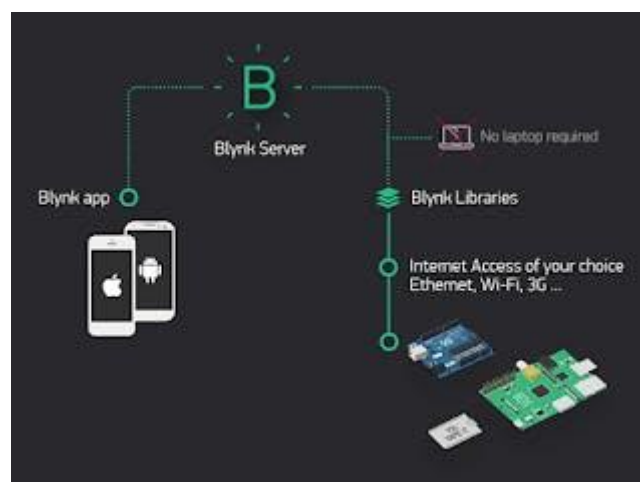 B
Blynk Server
No laptop required
Blynk app
Blynk Libraries
Internet Access of your choice
Ethernet, Wi-Fi, 3G ...